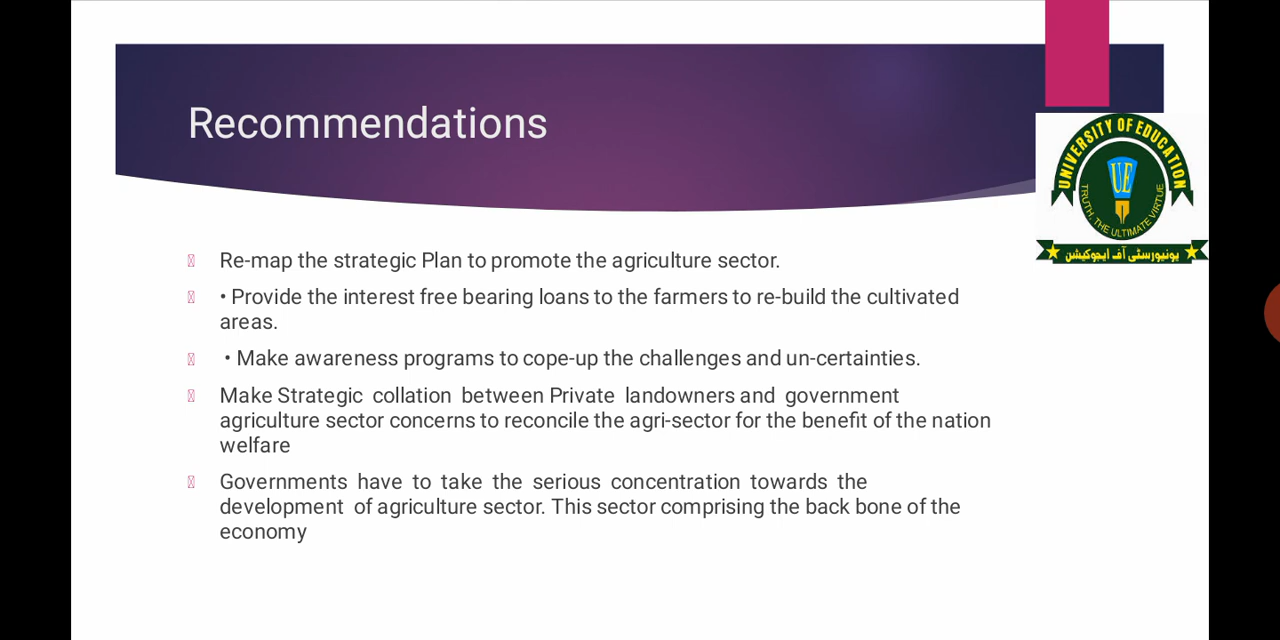 Recommendations
UNIVERSITY OF EDUCATION
UE
TRUTH, THE ULTIMATE VIRTUE
یونیورسٹی آف ایجوکیشن
Re-map the strategic Plan to promote the agriculture sector.
• Provide the interest free bearing loans to the farmers to re-build the cultivated
areas.
• Make awareness programs to cope-up the challenges and un-certainties.
Make Strategic collation between Private landowners and government
agriculture sector concerns to reconcile the agri-sector for the benefit of the nation
welfare
Governments have to take the serious concentration towards the
development of agriculture sector. This sector comprising the back bone of the
economy